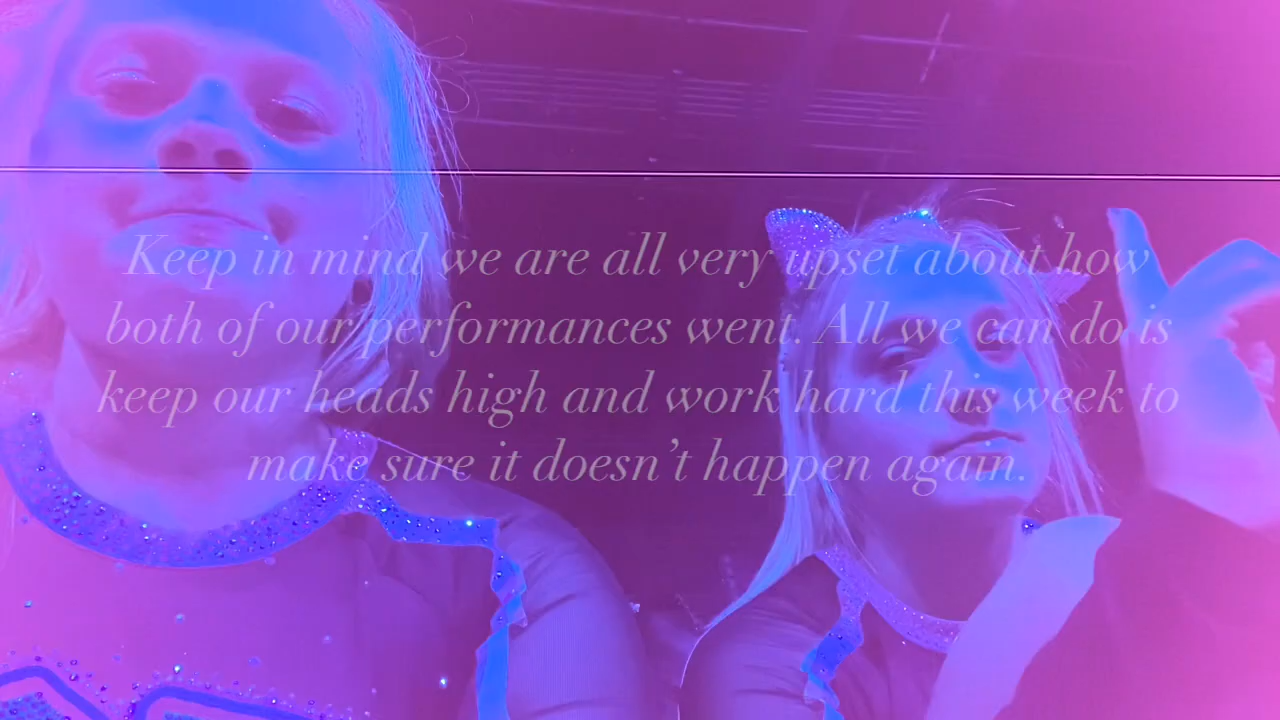 Keep in mind we are all very upset about how
both of our performances went. All we can do is
keep our heads high and work hard this week to
make sure it doesn’t happen again.